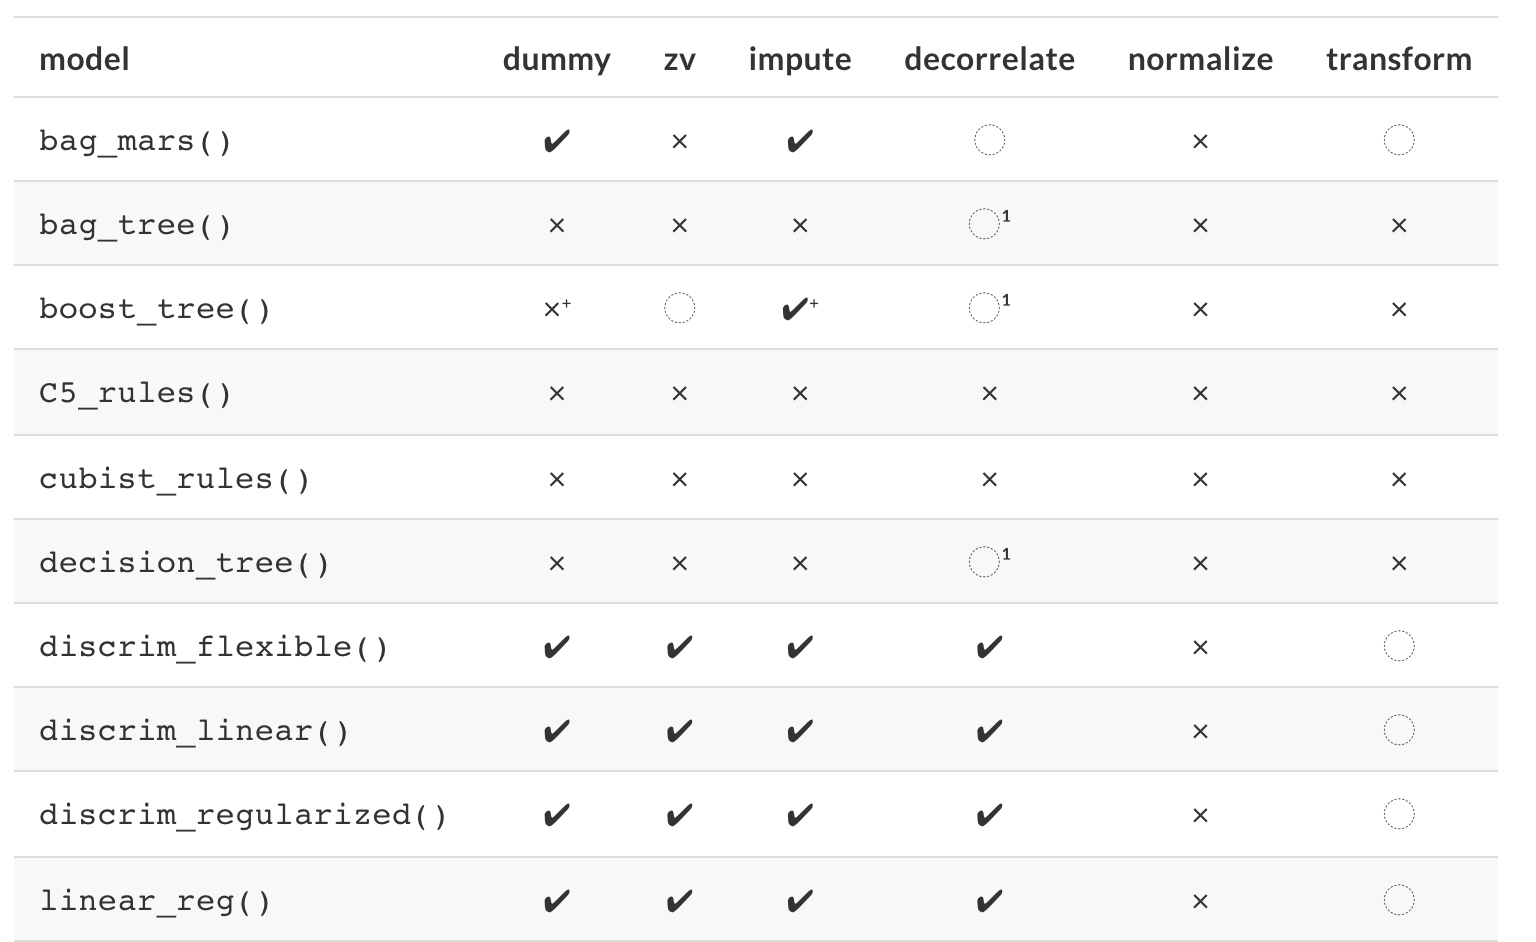 model dummy zv impute decorrelate normalize transform
bag_mars() ✔ × ✔ ◌ × ◌
bag_tree() × × × ◌¹ × ×
boost_tree() ×⁺ ◌ ✔⁺ ◌¹ × ×
C5_rules() × × × × × ×
cubist_rules() × × × × × ×
decision_tree() × × × ◌¹ × ×
discrim_flexible() ✔ ✔ ✔ ✔ × ◌
discrim_linear() ✔ ✔ ✔ ✔ × ◌
discrim_regularized() ✔ ✔ ✔ ✔ × ◌
linear_reg() ✔ ✔ ✔ ✔ × ◌